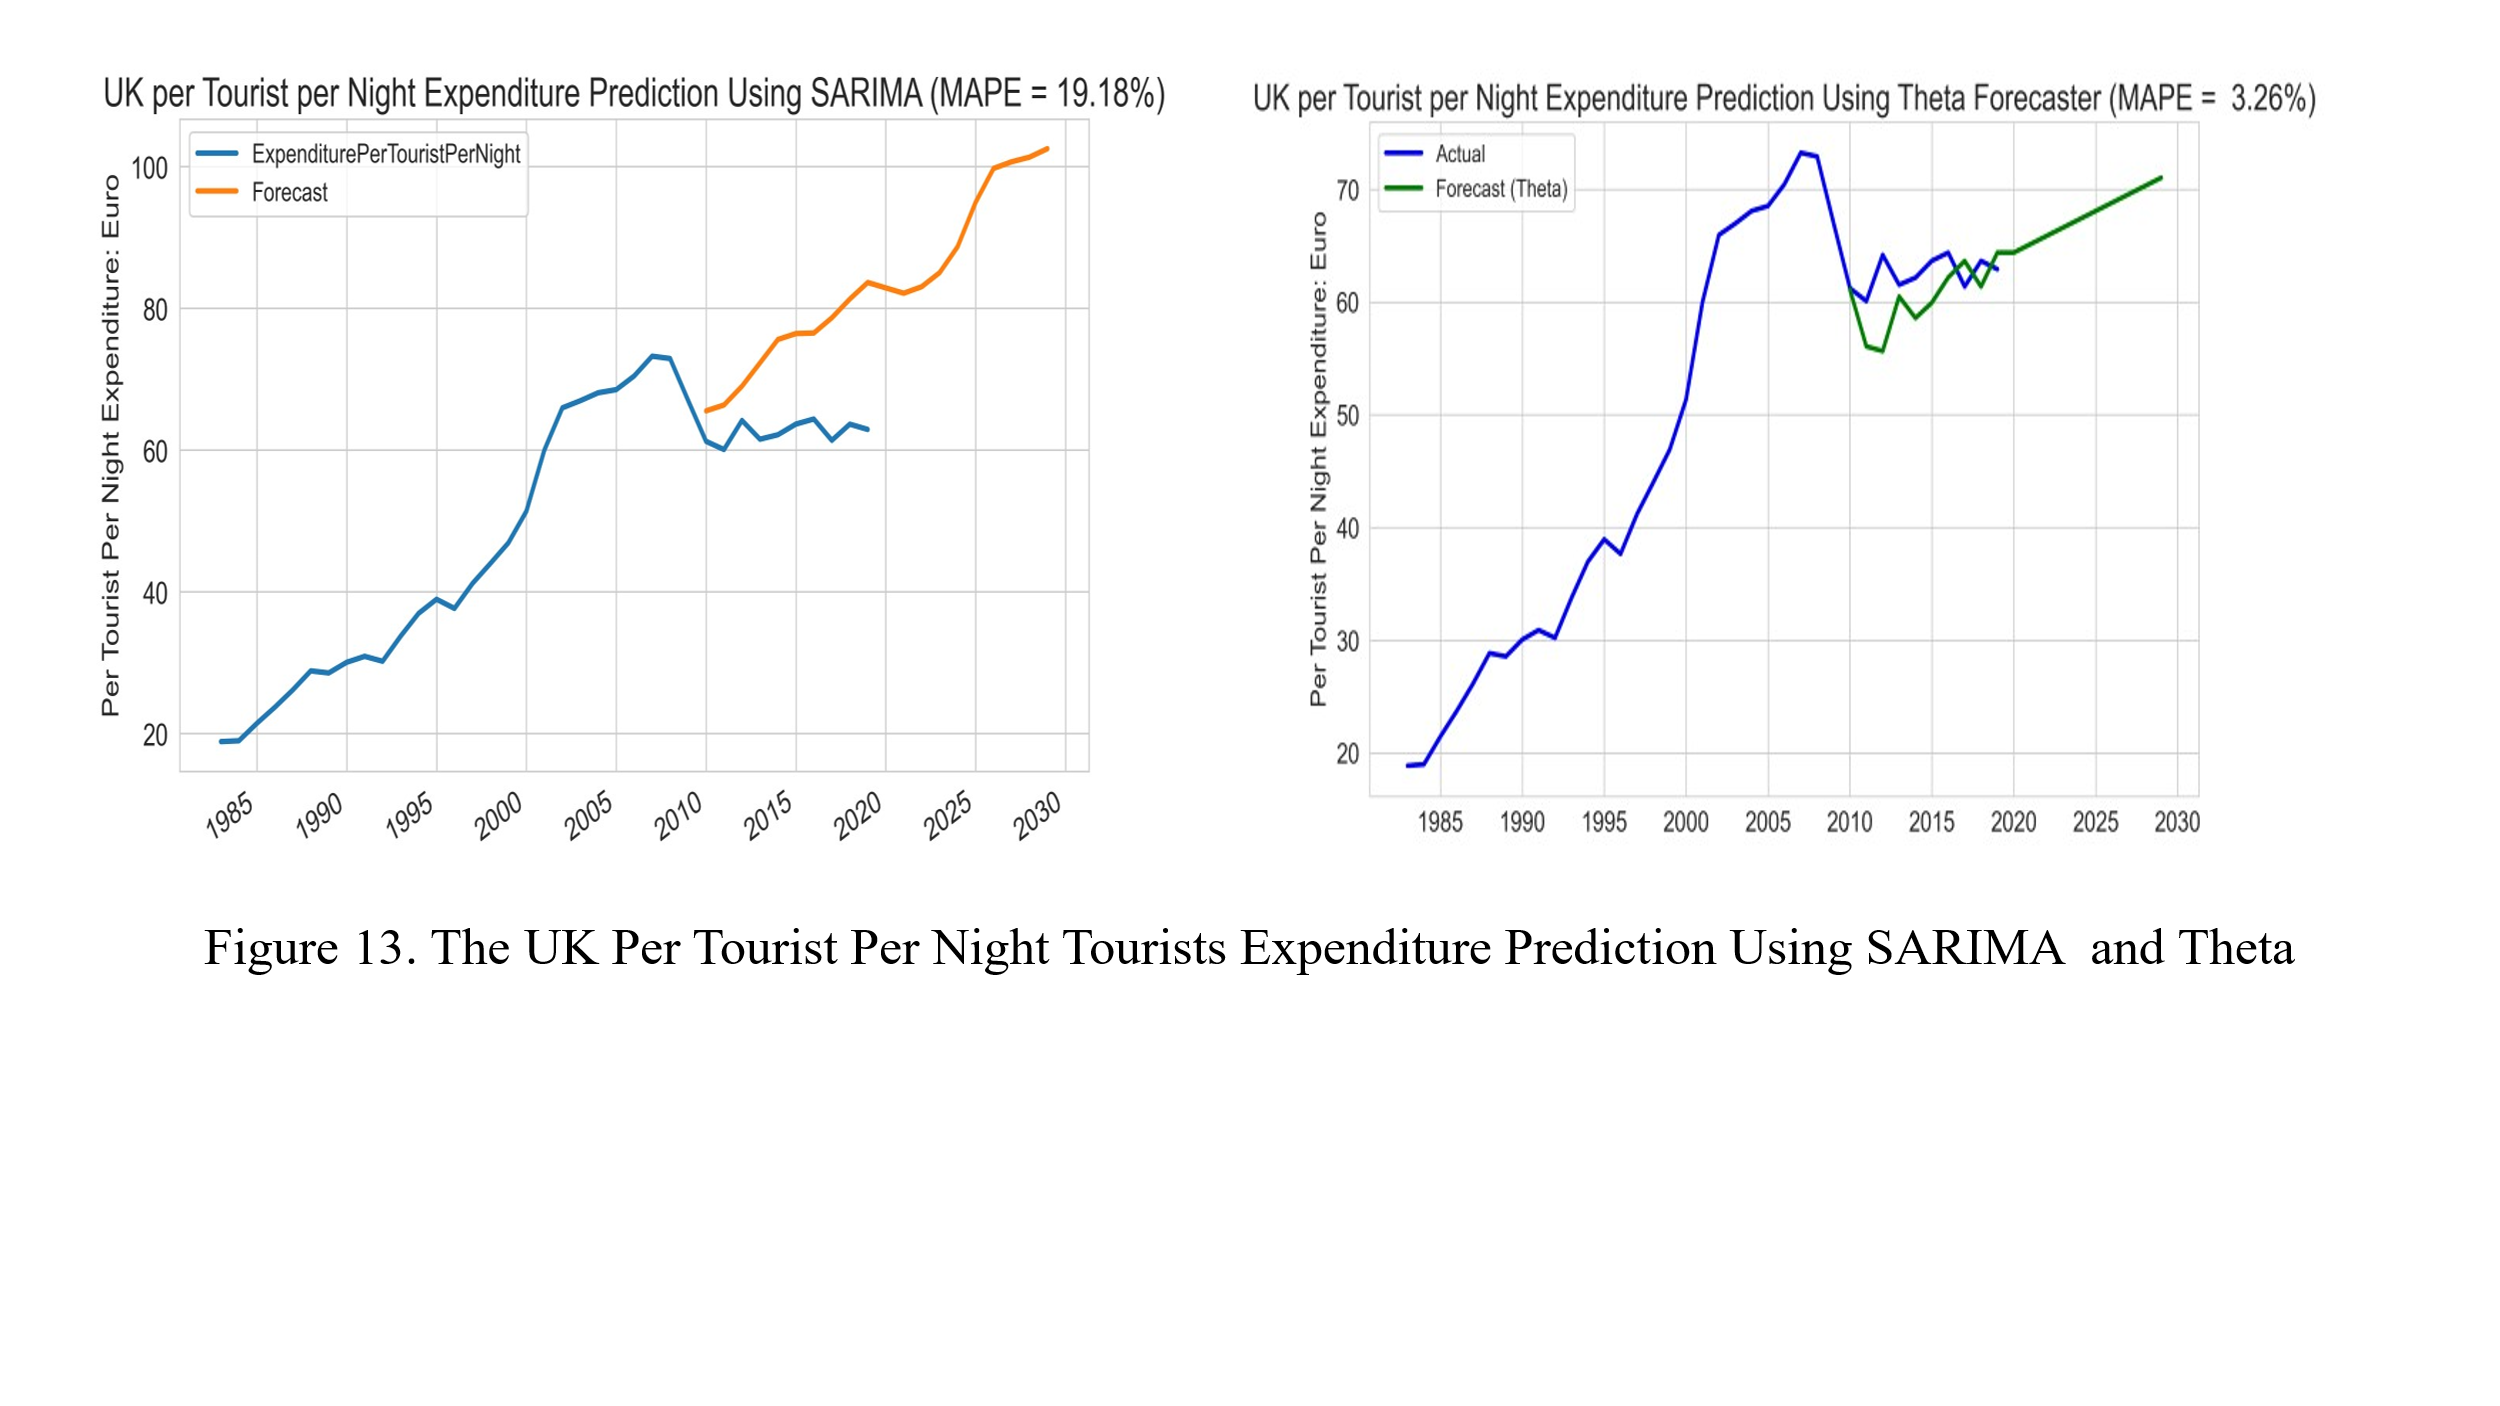 UK per Tourist per Night Expenditure Prediction Using SARIMA (MAPE = 19.18%)
ExpenditurePerTouristPerNight
Forecast
Per Tourist Per Night Expenditure: Euro
100
80
60
40
20
1985 1990 1995 2000 2005 2010 2015 2020 2025 2030
UK per Tourist per Night Expenditure Prediction Using Theta Forecaster (MAPE = 3.26%)
Actual
Forecast (Theta)
Per Tourist Per Night Expenditure: Euro
70
60
50
40
30
20
1985 1990 1995 2000 2005 2010 2015 2020 2025 2030
Figure 13. The UK Per Tourist Per Night Tourists Expenditure Prediction Using SARIMA and Theta